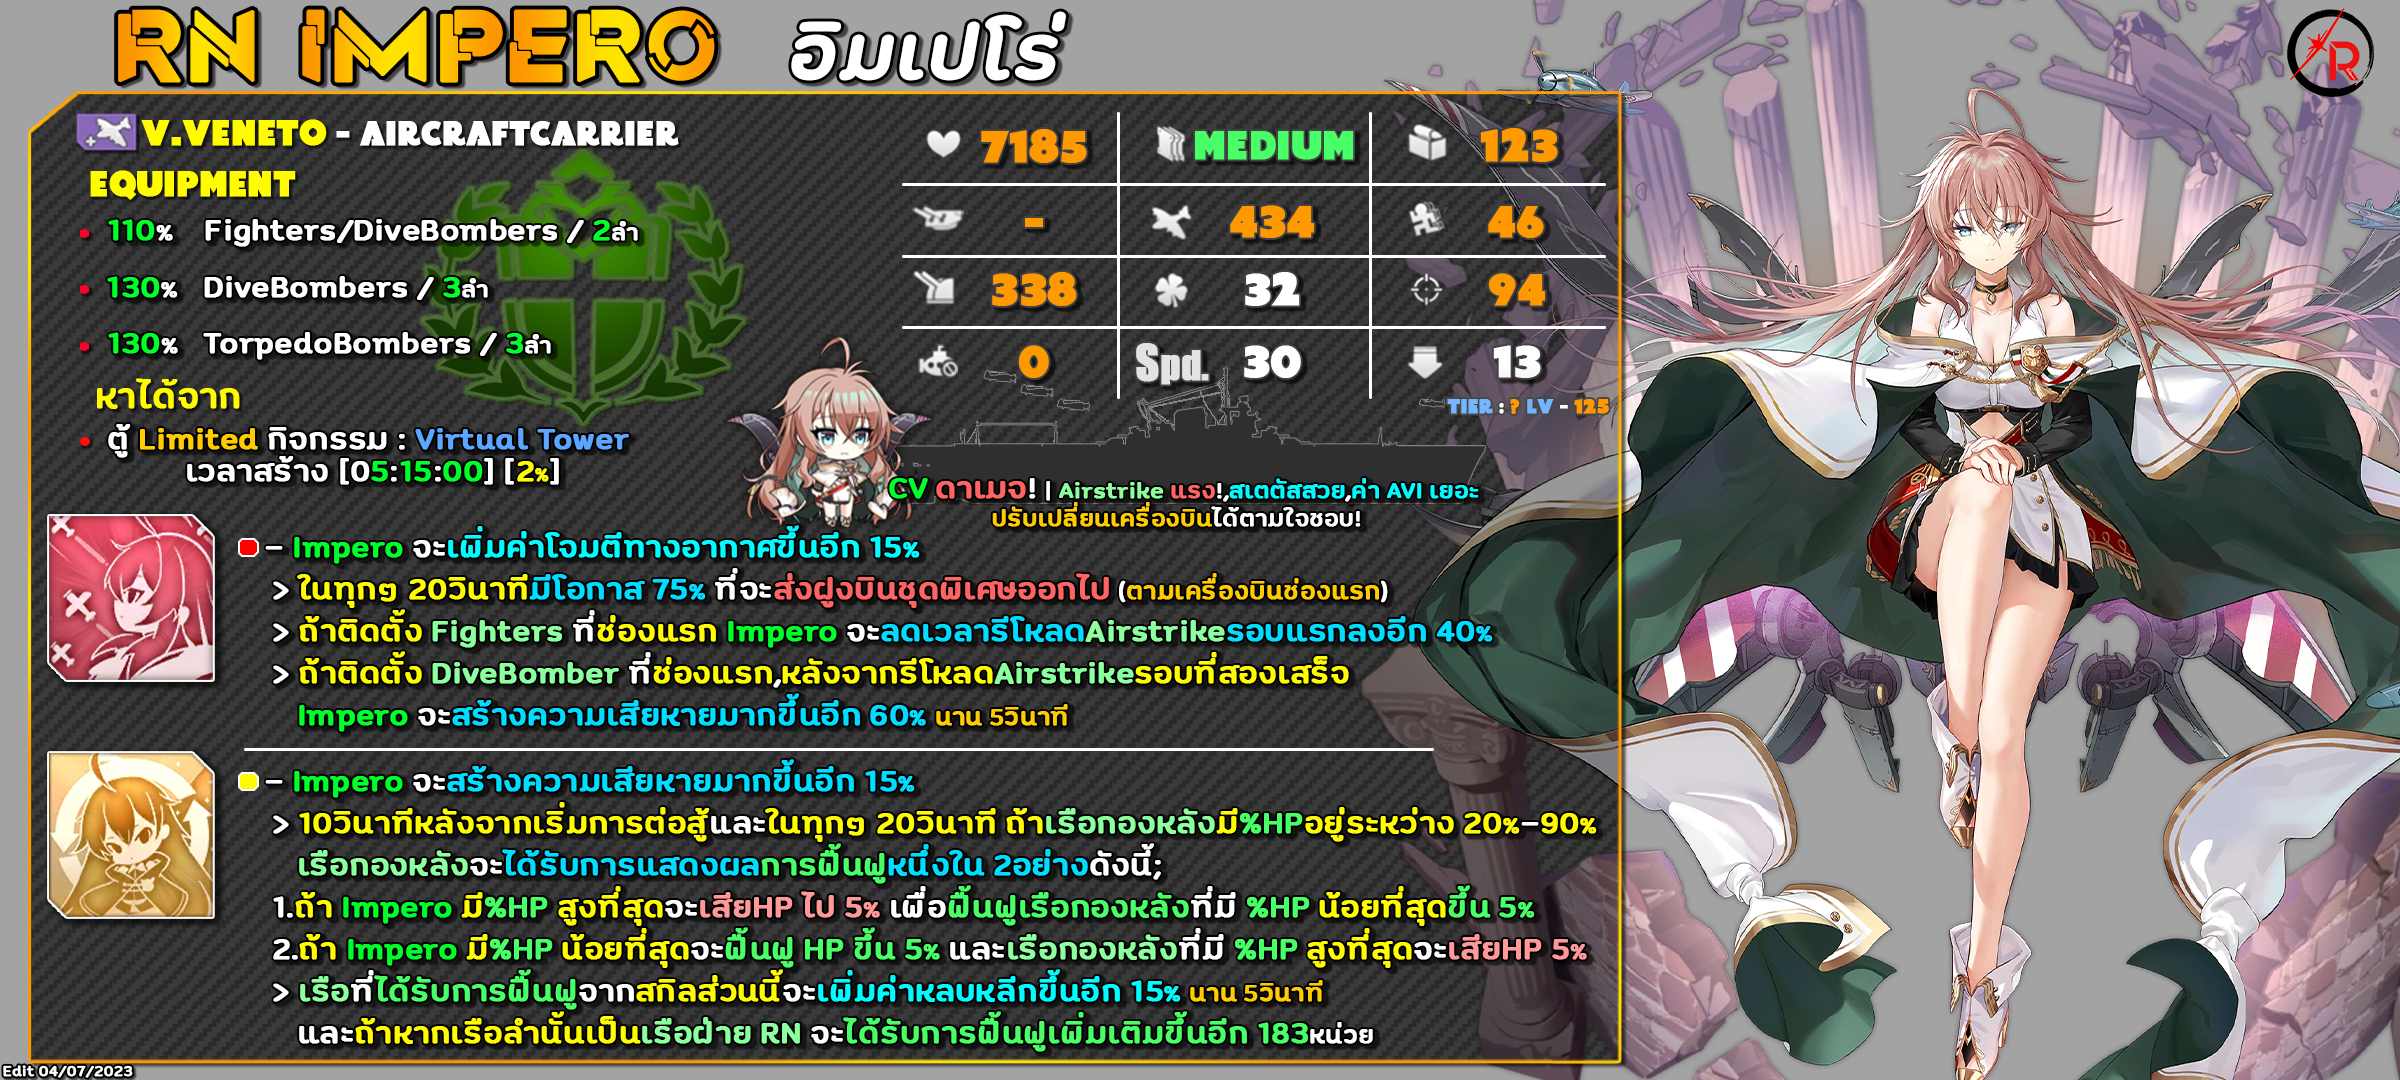 RN IMPERO อิมเปโร่
V.VENETO - AIRCRAFTCARRIER
EQUIPMENT
110% Fighters/DiveBombers / 2ลำ
130% DiveBombers / 3ลำ
130% TorpedoBombers / 3ลำ
หาได้จาก
ตู้ Limited กิจกรรม : Virtual Tower
เวลาสร้าง [05:15:00] [2%]
7185 MEDIUM 123
- 434 46
338 32 94
0 Spd. 30 13
TIER : ? LV - 125
CV ดาเมจ! | Airstrike แรง!,สเตตัสสวย,ค่า AVI เยอะ
ปรับเปลี่ยนเครื่องบินได้ตามใจชอบ!
- Impero จะเพิ่มค่าโจมตีทางอากาศขึ้นอีก 15%
> ในทุกๆ 20วินาทีมีโอกาส 75% ที่จะส่งฝูงบินชุดพิเศษออกไป (ตามเครื่องบินช่องแรก)
> ถ้าติดตั้ง Fighters ที่ช่องแรก Impero จะลดเวลารีโหลดAirstrikeรอบแรกลงอีก 40%
> ถ้าติดตั้ง DiveBomber ที่ช่องแรก,หลังจากรีโหลดAirstrikeรอบที่สองเสร็จ
Impero จะสร้างความเสียหายมากขึ้นอีก 60% นาน 5วินาที
- Impero จะสร้างความเสียหายมากขึ้นอีก 15%
> 10วินาทีหลังจากเริ่มการต่อสู้และในทุกๆ 20วินาที ถ้าเรือกองหลังมี%HPอยู่ระหว่าง 20%-90%
เรือกองหลังจะได้รับการแสดงผลการฟื้นฟูหนึ่งใน 2อย่างดังนี้;
1.ถ้า Impero มี%HP สูงที่สุดจะเสียHP ไป 5% เพื่อฟื้นฟูเรือกองหลังที่มี %HP น้อยที่สุดขึ้น 5%
2.ถ้า Impero มี%HP น้อยที่สุดจะฟื้นฟู HP ขึ้น 5% และเรือกองหลังที่มี %HP สูงที่สุดจะเสียHP 5%
> เรือที่ได้รับการฟื้นฟูจากสกิลส่วนนี้จะเพิ่มค่าหลบหลีกขึ้นอีก 15% นาน 5วินาที
และถ้าหากเรือลำนั้นเป็นเรือฝ่าย RN จะได้รับการฟื้นฟูเพิ่มเติมขึ้นอีก 183หน่วย
Edit 04/07/2023
R